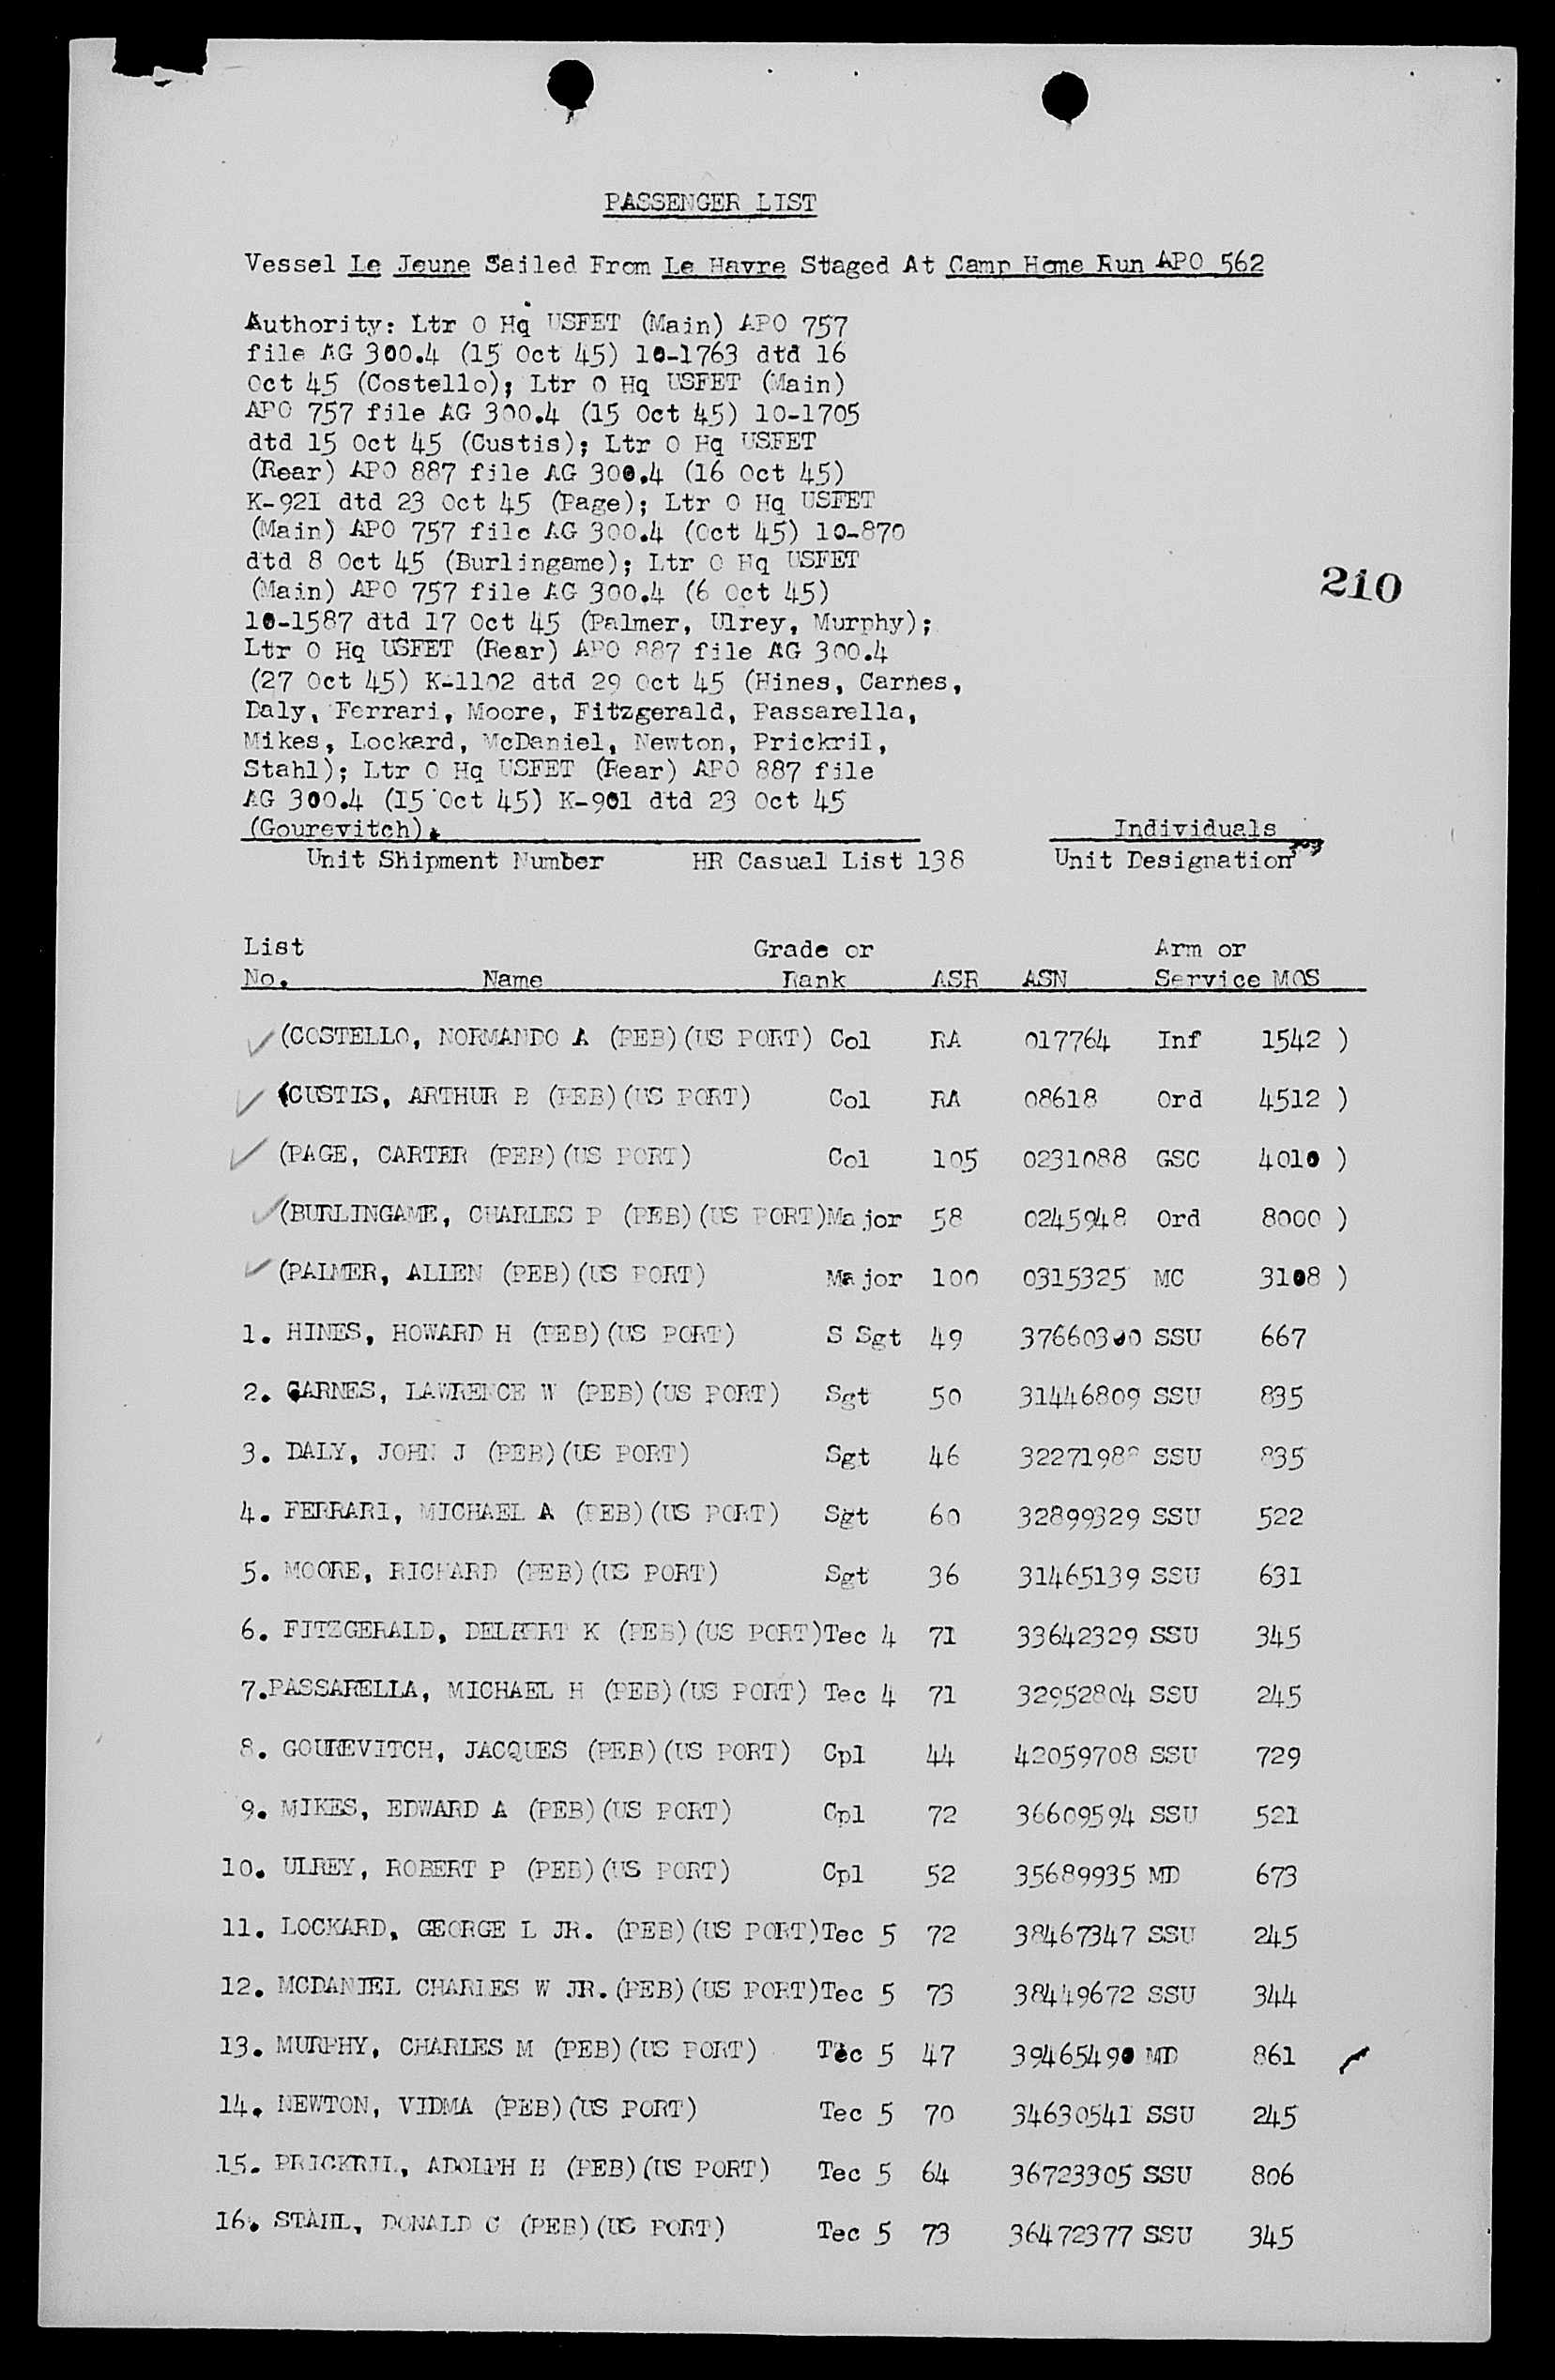 PASSENGER LIST
Vessel Le Jeune Sailed From Le Havre Staged At Camp Home Run APO 562
Authority: Ltr O Hq USFET (Main) APO 757
file AG 300.4 (15 Oct 45) 10-1763 dtd 16
Oct 45 (Costello); Ltr O Hq USFET (Main)
APO 757 file AG 300.4 (15 Oct 45) 10-1705
dtd 15 Oct 45 (Custis); Ltr O Hq USFET
(Rear) APO 887 file AG 300.4 (16 Oct 45)
K-921 dtd 23 Oct 45 (Page); Ltr O Hq USFET
(Main) APO 757 file AG 300.4 (Oct 45) 10-870
dtd 8 Oct 45 (Burlingame); Ltr O Hq USFET
(Main) APO 757 file AG 300.4 (6 Oct 45)
210
10-1587 dtd 17 Oct 45 (Palmer, Ulrey, Murphy);
Ltr O Hq USFET (Rear) APO 887 file AG 300.4
(27 Oct 45) K-1102 dtd 29 Oct 45 (Hines, Carnes,
Daly, Ferrari, Moore, Fitzgerald, Passarella,
Mikes, Lockard, McDaniel, Newton, Prickril,
Stahl); Ltr O Hq USFET (Rear) APO 887 file
AG 300.4 (15 Oct 45) K-901 dtd 23 Oct 45
(Gourevitch). Individuals
Unit Shipment Number HR Casual List 138 Unit Designation
List Grade or Arm or
No. Name Rank ASR ASN Service MOS
(COSTELLO, NORMANDO A (PEB)(US PORT) Col RA 017764 Inf 1542 )
(CUSTIS, ARTHUR B (PEB)(US PORT) Col RA 08618 Ord 4512 )
(PAGE, CARTER (PEB)(US PORT) Col 105 0231088 GSC 4010 )
(BURLINGAME, CHARLES P (PEB)(US PORT)Major 58 0245948 Ord 8000 )
(PALMER, ALLEN (PEB)(US PORT) Major 100 0315325 MC 3108 )
1. HINES, HOWARD H (PEB)(US PORT) S Sgt 49 37660300 SSU 667
2. CARNES, LAWRENCE W (PEB)(US PORT) Sgt 50 31446809 SSU 835
3. DALY, JOHN J (PEB)(US PORT) Sgt 46 SSU 835
4. FERRARI, MICHAEL A (PEB)(US PORT) Sgt 60 32899329 SSU 522
5. MOORE, RICHARD (PEB)(US PORT) Sgt 36 31465139 SSU 631
6. FITZGERALD, DELBERT K (PEB)(US PORT)Tec 4 71 33642329 SSU 345
7.PASSARELLA, MICHAEL H (PEB)(US PORT) Tec 4 71 32952804 SSU 245
8. GOUREVITCH, JACQUES (PEB)(US PORT) Cpl 44 42059708 SSU 729
9. MIKES, EDWARD A (PEB)(US PORT) Cpl 72 36609594 SSU 521
10. ULREY, ROBERT P (PEB)(US PORT) Cpl 52 35689935 MD 673
11. LOCKARD, GEORGE L JR. (PEB)(US PORT)Tec 5 72 38467347 SSU 245
12. MCDANIEL CHARLES W JR.(PEB)(US PORT)Tec 5 73 38449672 SSU 344
13. MURPHY, CHARLES M (PEB)(US PORT) Tec 5 47 39465490 MD 861
14. NEWTON, VIDMA (PEB)(US PORT) Tec 5 70 34630541 SSU 245
15. PRICKRIL, ADOLPH H (PEB)(US PORT) Tec 5 64 36723305 SSU 806
16. STAHL, DONALD C (PEB)(US PORT) Tec 5 73 36472377 SSU 345